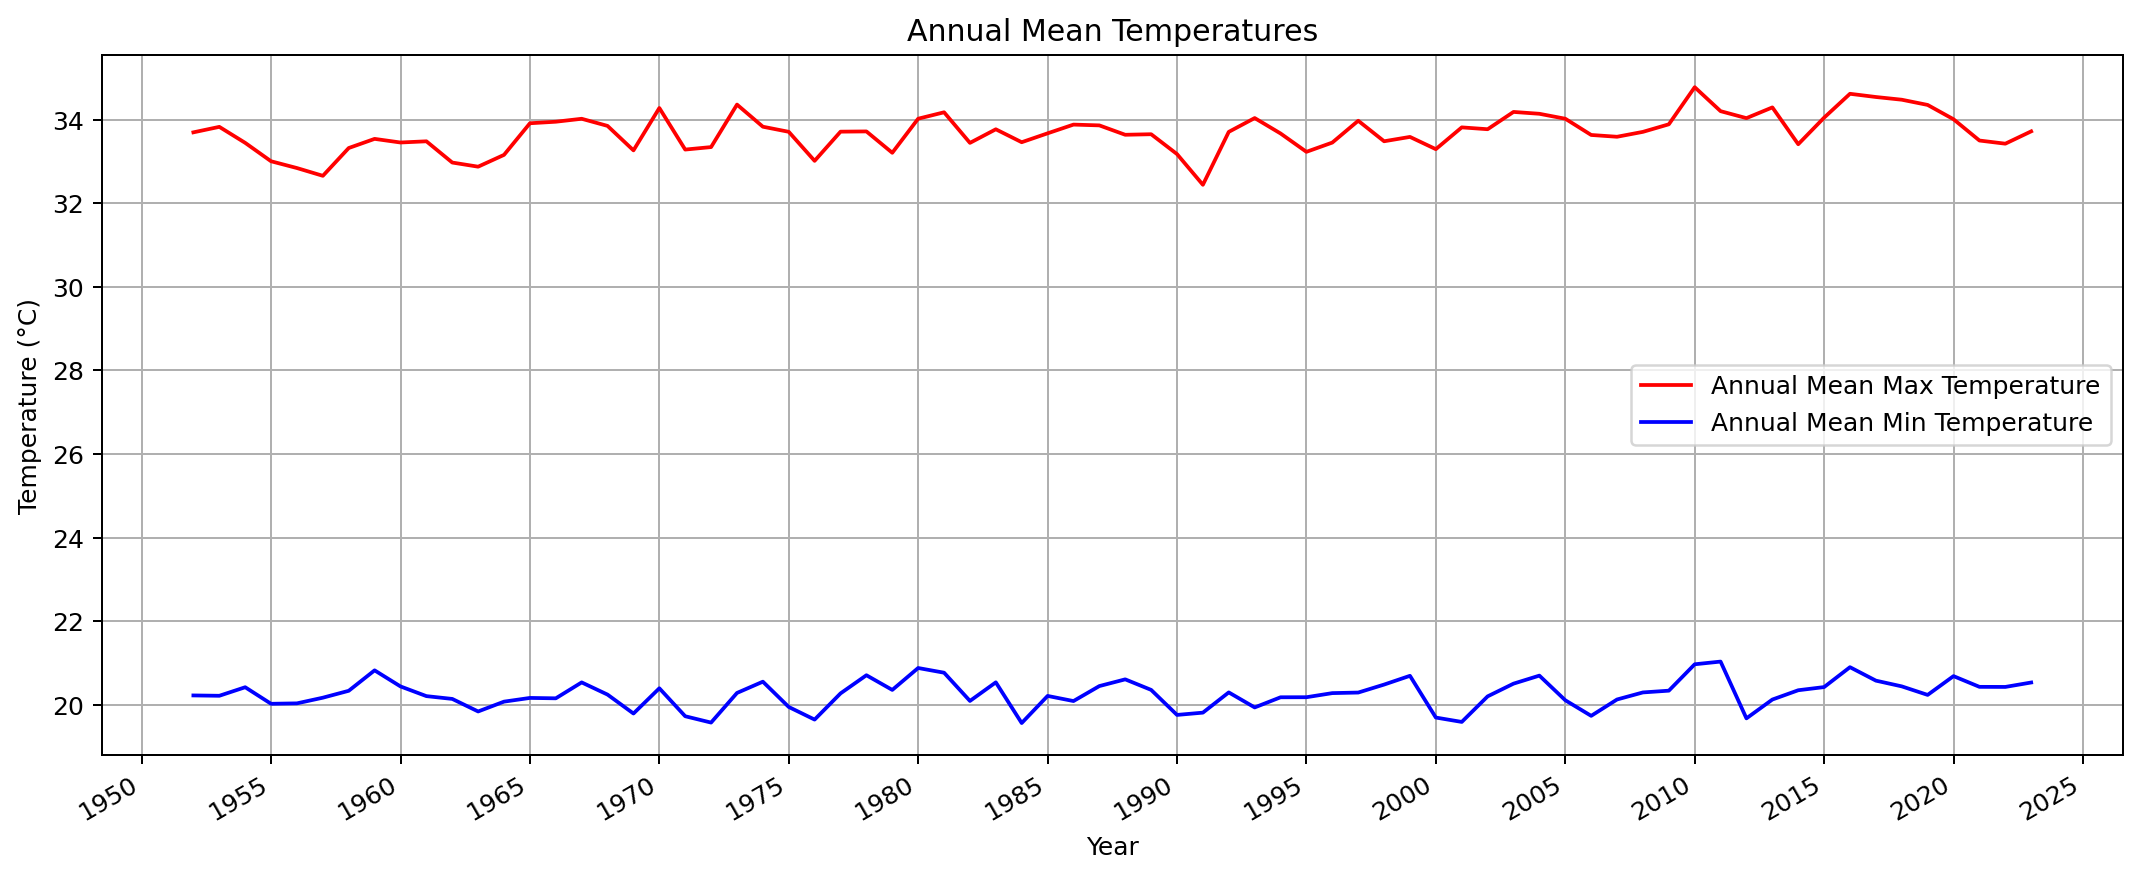 Annual Mean Temperatures
Temperature (°C)
34
32
30
28
26
24
22
20
Annual Mean Max Temperature
Annual Mean Min Temperature
1950 1955 1960 1965 1970 1975 1980 1985 1990 1995 2000 2005 2010 2015 2020 2025
Year